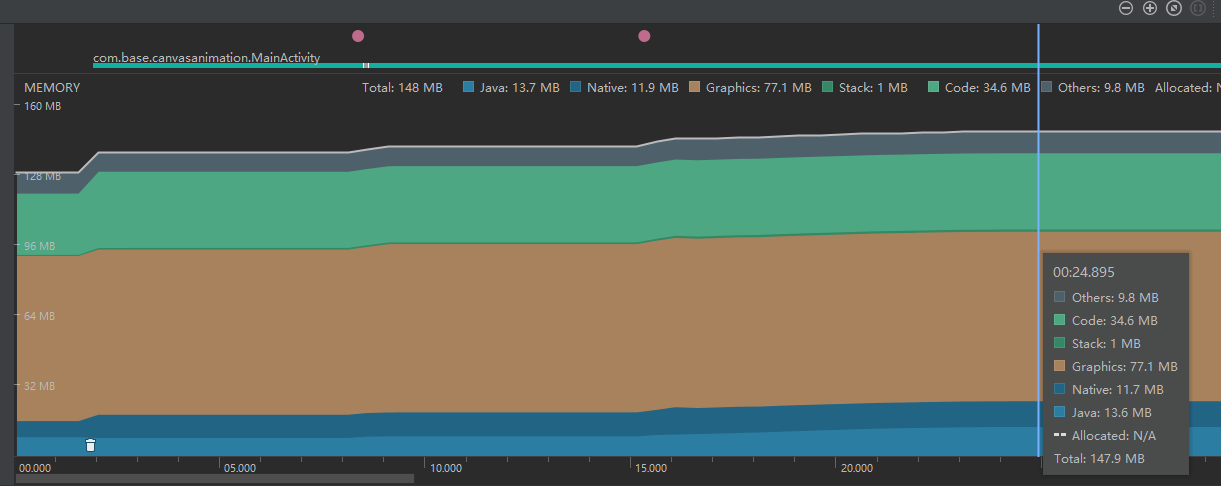 com.base.canvasanimation.MainActivity
MEMORY Total: 148 MB Java: 13.7 MB Native: 11.9 MB Graphics: 77.1 MB Stack: 1 MB Code: 34.6 MB Others: 9.8 MB Allocated: N
160 MB
128 MB
96 MB
64 MB
32 MB
00:24.895
Others: 9.8 MB
Code: 34.6 MB
Stack: 1 MB
Graphics: 77.1 MB
Native: 11.7 MB
Java: 13.6 MB
Allocated: N/A
Total: 147.9 MB
00.000 05.000 10.000 15.000 20.000